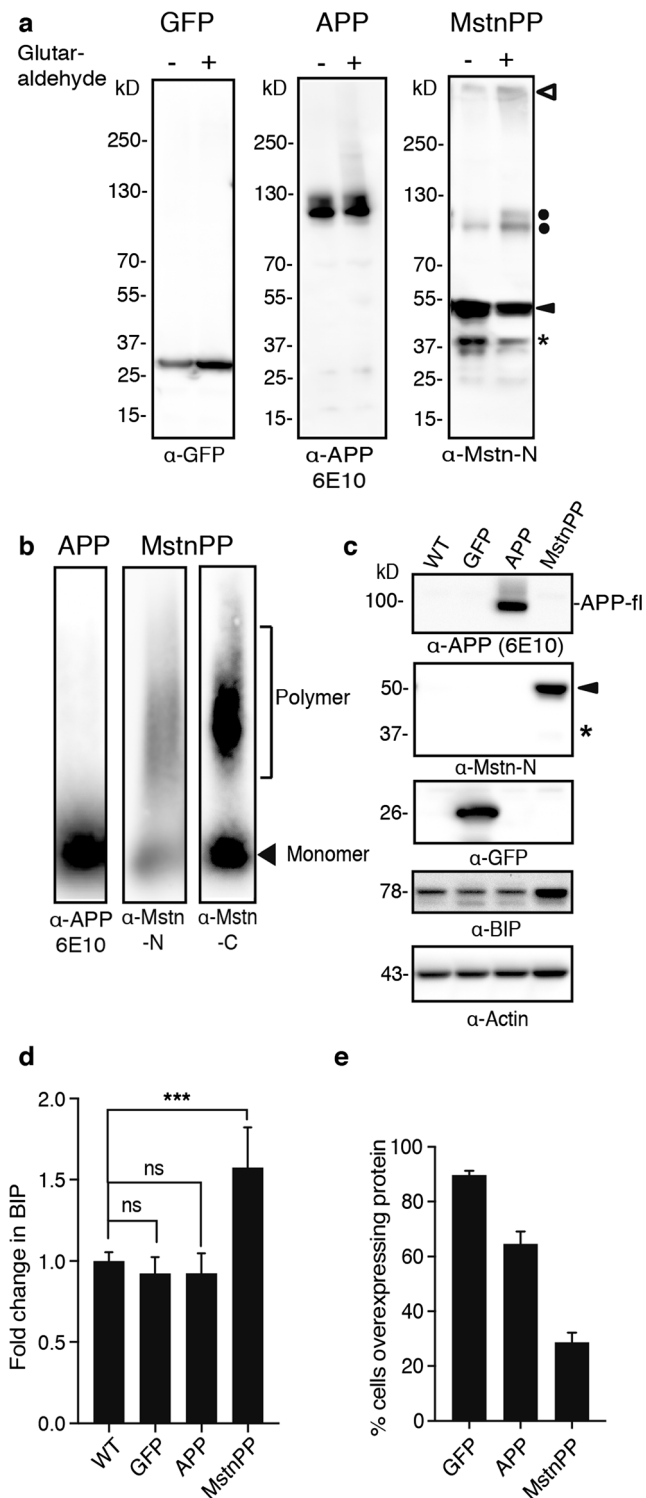 a
GFP
APP
MstnPP
Glutar-
aldehyde
- +
- +
- +
kD
250-
130-
70-
55-
37-
25-
15-
kD
250-
130-
70-
55-
37-
25-
15-
kD
250-
130-
70-
55-
37-
25-
15-
*
α-GFP
α-APP
6E10
α-Mstn-N
b
APP
MstnPP
Polymer
Monomer
α-APP
6E10
α-Mstn
-N
α-Mstn
-C
c
WT
GFP
APP
MstnPP
kD
100-
-APP-fl
α-APP (6E10)
50-
37-
*
α-Mstn-N
26-
α-GFP
78-
α-BIP
43-
α-Actin
d
Fold change in BIP
2.0
1.5
1.0
0.5
0.0
***
ns
ns
WT
GFP
APP
MstnPP
e
% cells overexpressing protein
100
80
60
40
20
0
GFP
APP
MstnPP